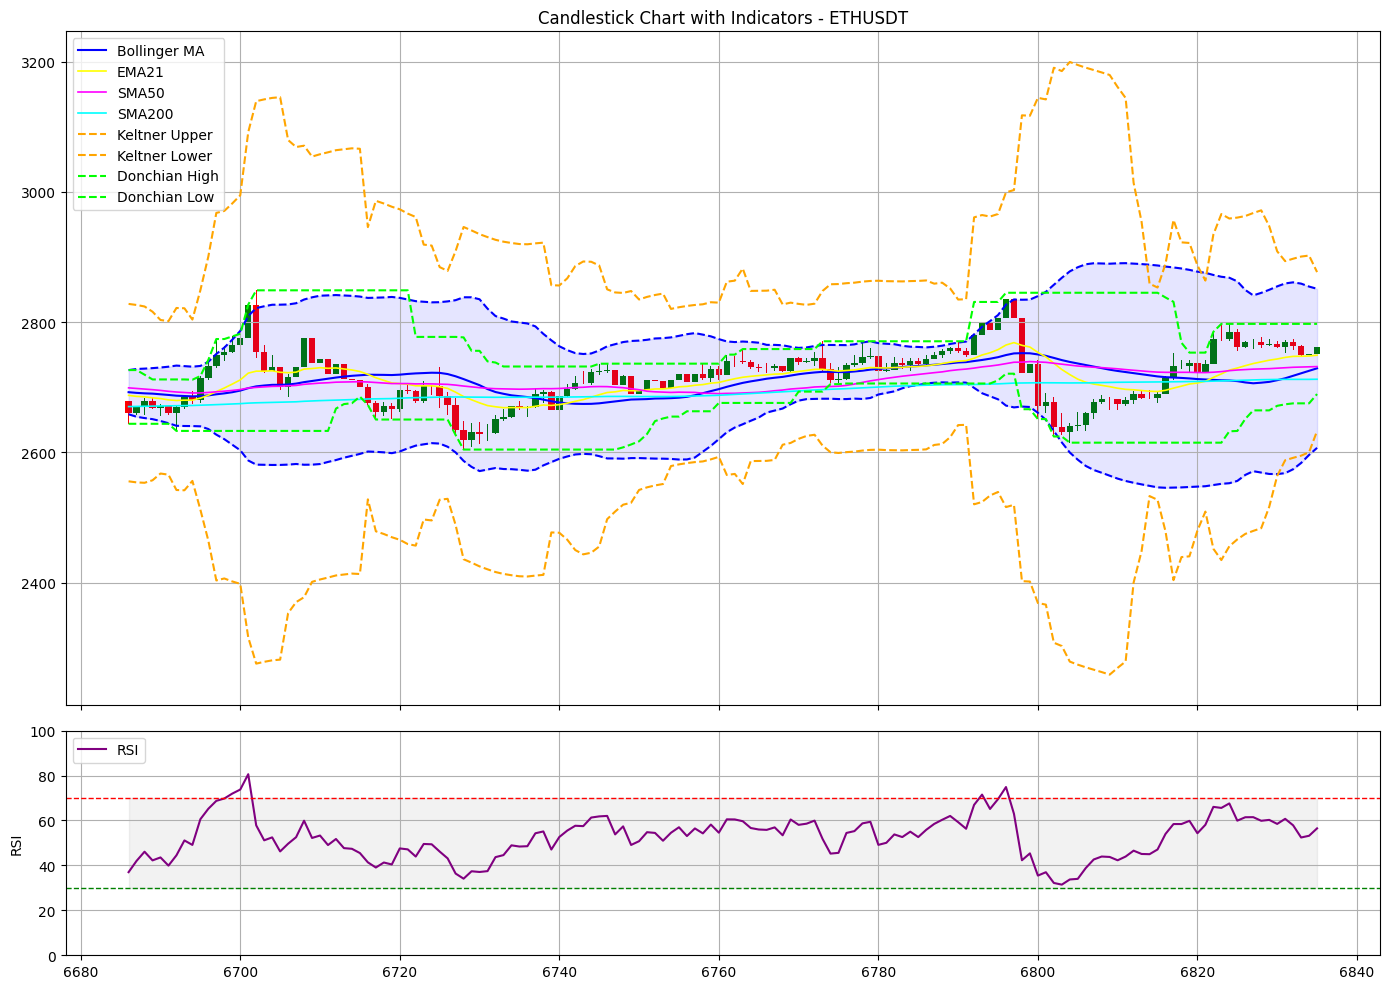 Candlestick Chart with Indicators - ETHUSDT
Bollinger MA
EMA21
SMA50
SMA200
Keltner Upper
Keltner Lower
Donchian High
Donchian Low
3200
3000
2800
2600
2400
RSI
100
80
60
40
20
0
RSI
6680 6700 6720 6740 6760 6780 6800 6820 6840